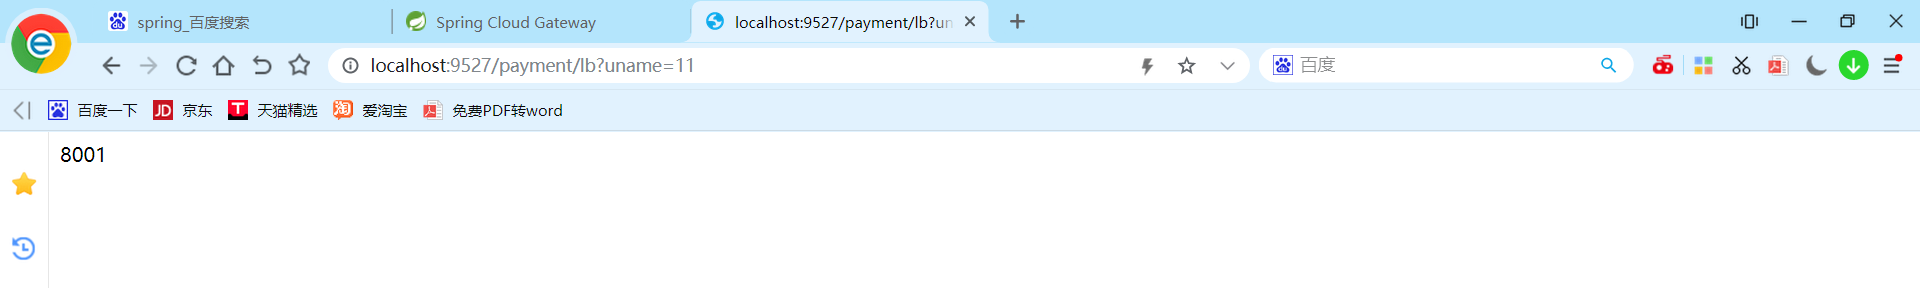 spring_百度搜索
Spring Cloud Gateway
localhost:9527/payment/lb?un
localhost:9527/payment/lb?uname=11
百度
百度一下
JD
京东
T
天猫精选
淘
爱淘宝
免费PDF转word
8001